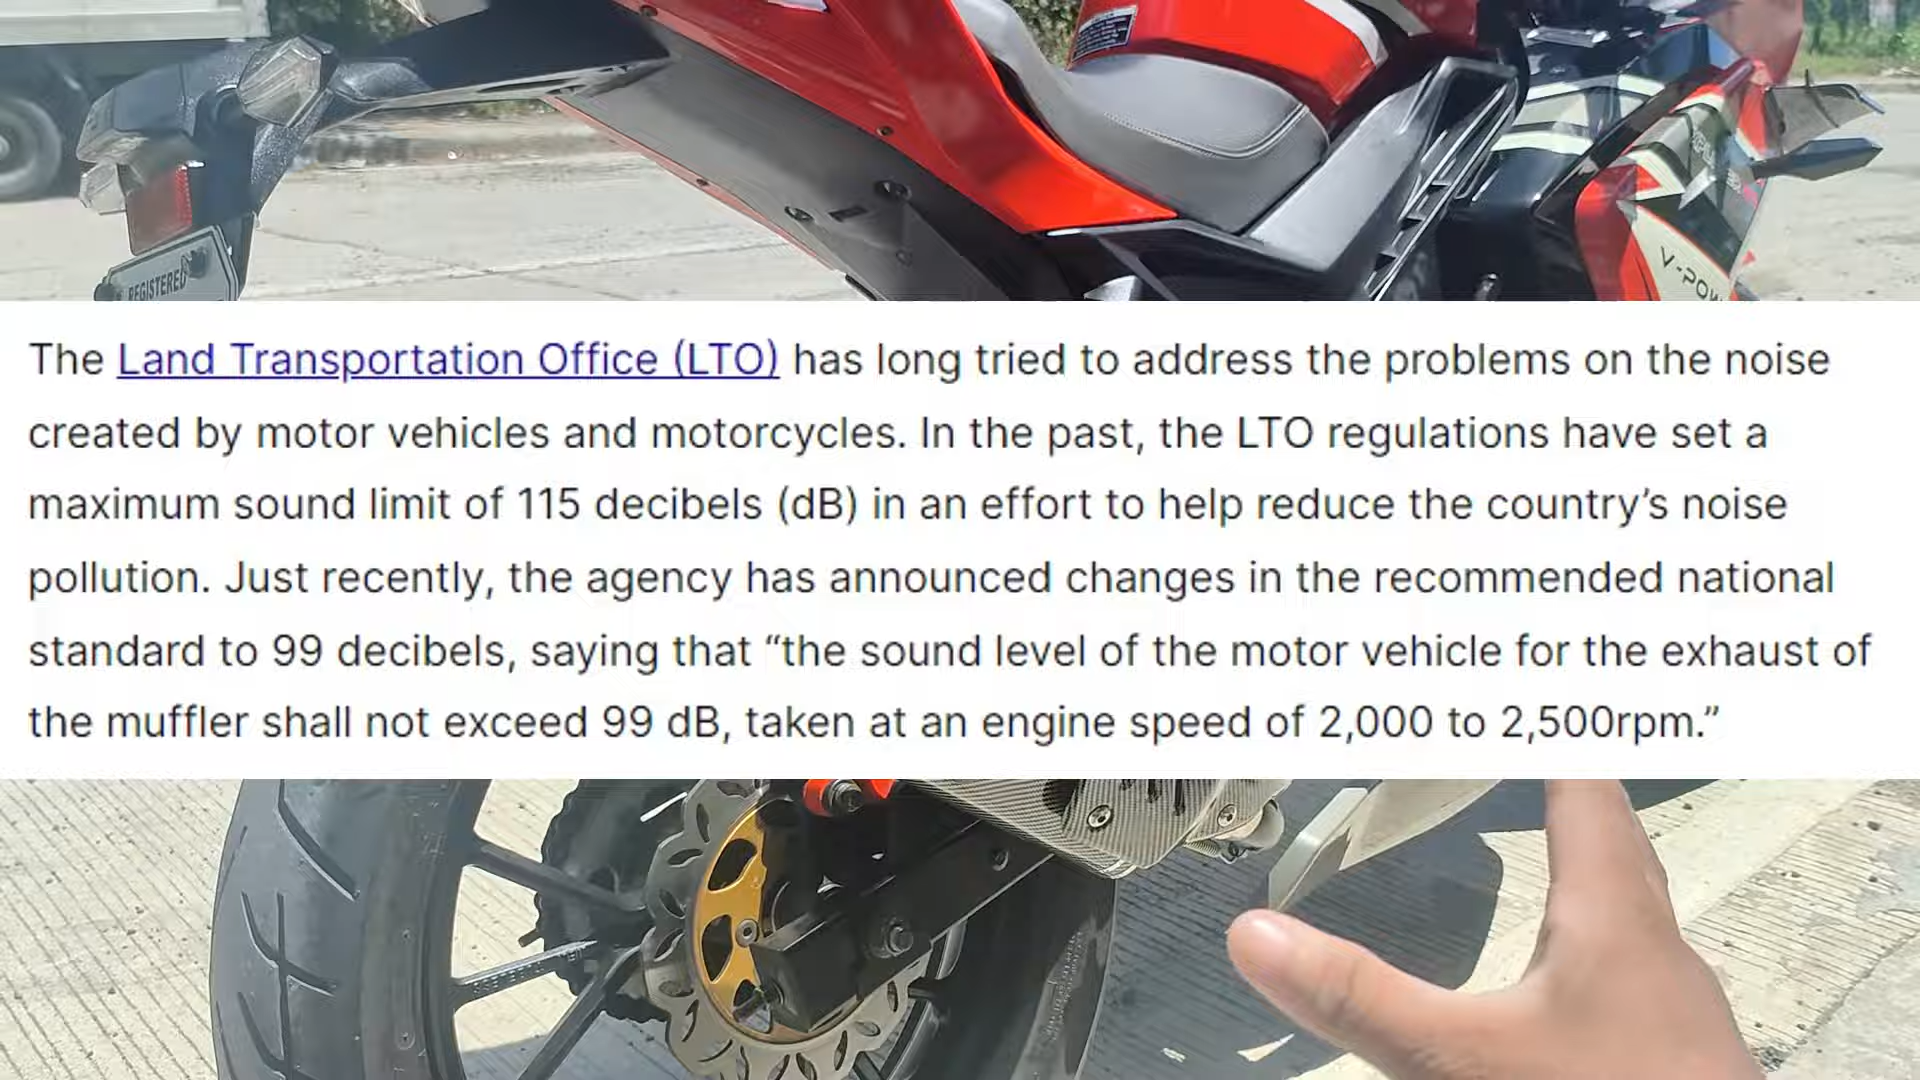 REGISTERED
The Land Transportation Office (LTO) has long tried to address the problems on the noise
created by motor vehicles and motorcycles. In the past, the LTO regulations have set a
maximum sound limit of 115 decibels (dB) in an effort to help reduce the country’s noise
pollution. Just recently, the agency has announced changes in the recommended national
standard to 99 decibels, saying that “the sound level of the motor vehicle for the exhaust of
the muffler shall not exceed 99 dB, taken at an engine speed of 2,000 to 2,500rpm.”